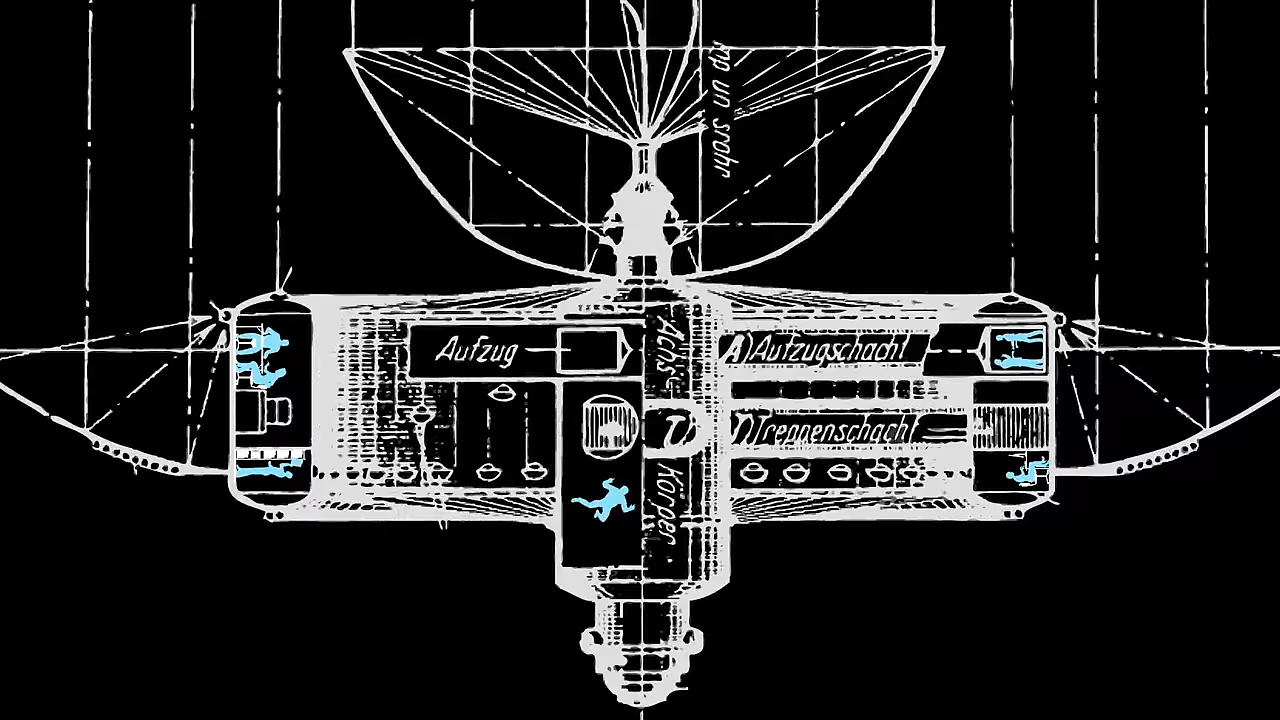 Aufzug
Achs-
Körper
A) Aufzugschacht
T) Treppenschacht